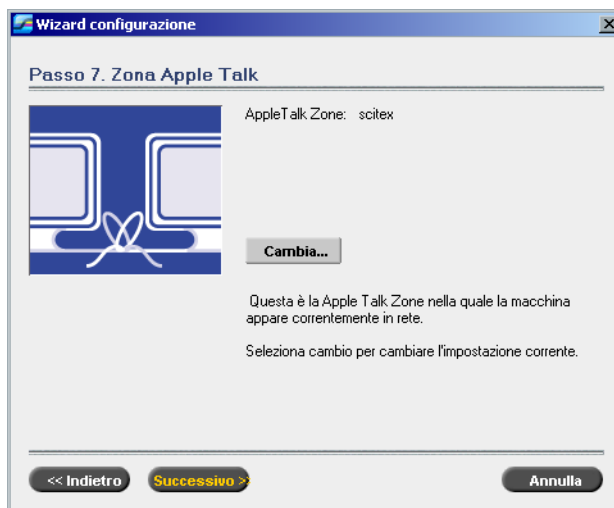 Wizard configurazione
Passo 7. Zona Apple Talk
AppleTalk Zone: scitex
Cambia...
Questa è la Apple Talk Zone nella quale la macchina
appare correntemente in rete.
Seleziona cambio per cambiare l'impostazione corrente.
<< Indietro Successivo >> Annulla